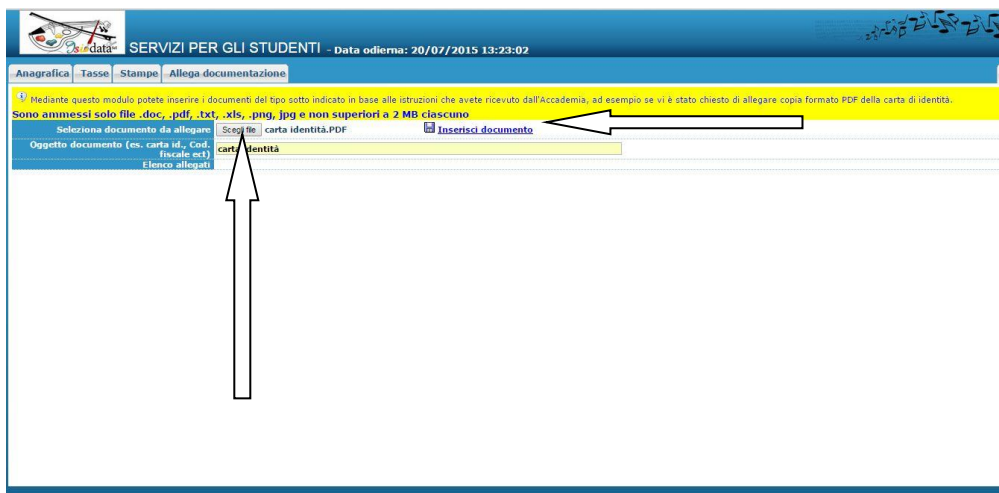 Isidata
SERVIZI PER GLI STUDENTI - Data odierna: 20/07/2015 13:23:02
Anagrafica Tasse Stampe Allega documentazione
Mediante questo modulo potete inserire i documenti del tipo sotto indicato in base alle istruzioni che avete ricevuto dall'Accademia, ad esempio se vi è stato chiesto di allegare copia formato PDF della carta di identità.
Sono ammessi solo file .doc, .pdf, .txt, .xls, .png, jpg e non superiori a 2 MB ciascuno
Seleziona documento da allegare Scegli file carta identità.PDF Inserisci documento
Oggetto documento (es. carta id., Cod.
fiscale ect) carta identità
Elenco allegati